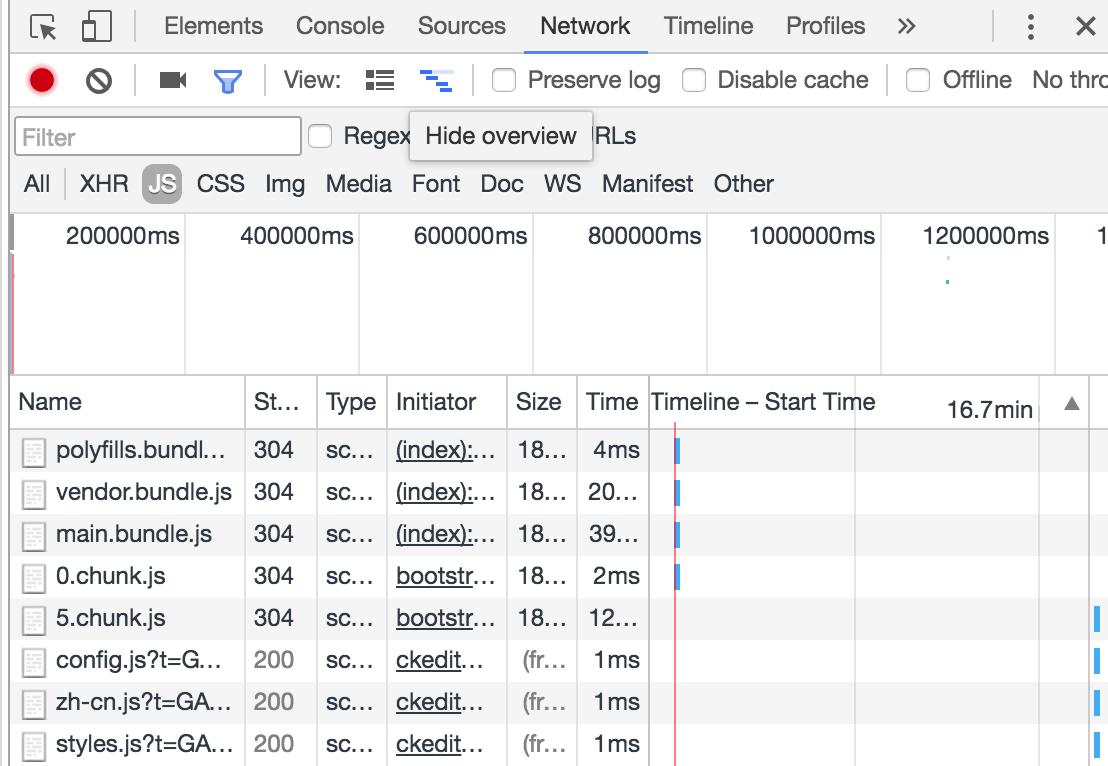 Elements Console Sources Network Timeline Profiles »
View: Preserve log Disable cache Offline No thro
Filter Regex Hide overview URLs
All XHR JS CSS Img Media Font Doc WS Manifest Other
200000ms 400000ms 600000ms 800000ms 1000000ms 1200000ms 1
Name St... Type Initiator Size Time Timeline – Start Time 16.7min ▲
polyfills.bundl... 304 sc... (index):... 18... 4ms
vendor.bundle.js 304 sc... (index):... 18... 20...
main.bundle.js 304 sc... (index):... 18... 39...
0.chunk.js 304 sc... bootstr... 18... 2ms
5.chunk.js 304 sc... bootstr... 18... 12...
config.js?t=G... 200 sc... ckedit... (fr... 1ms
zh-cn.js?t=GA... 200 sc... ckedit... (fr... 1ms
styles.js?t=GA... 200 sc... ckedit... (fr... 1ms